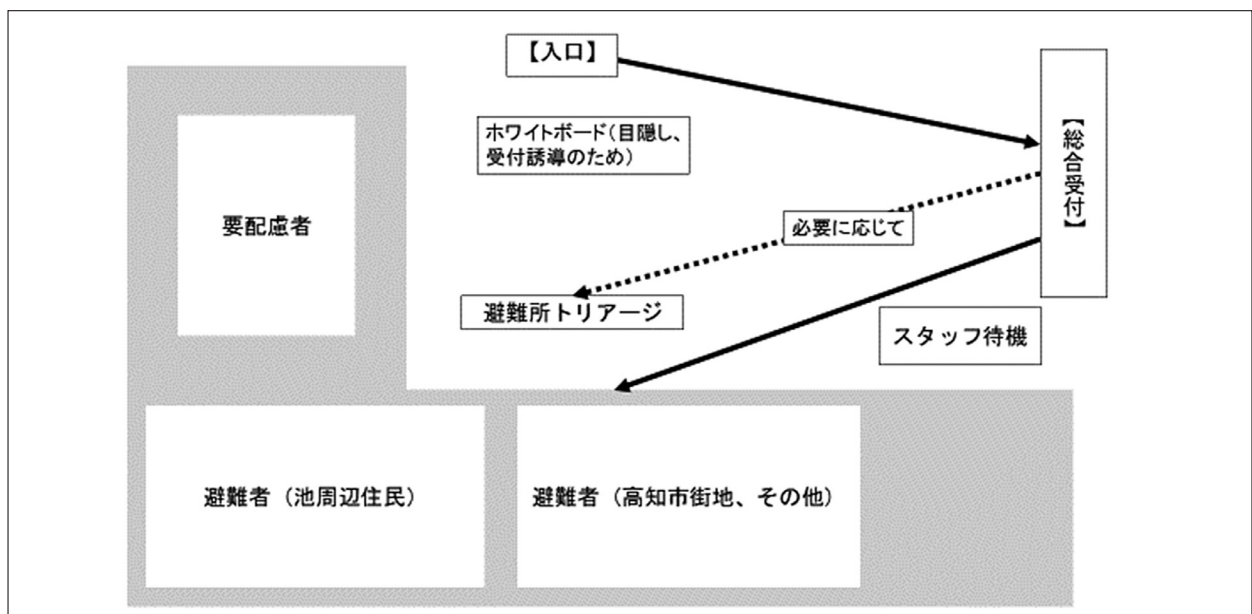 【入口】
【総合受付】
ホワイトボード(目隠し、
受付誘導のため)
要配慮者
必要に応じて
避難所トリアージ
スタッフ待機
避難者（池周辺住民）
避難者（高知市街地、その他）